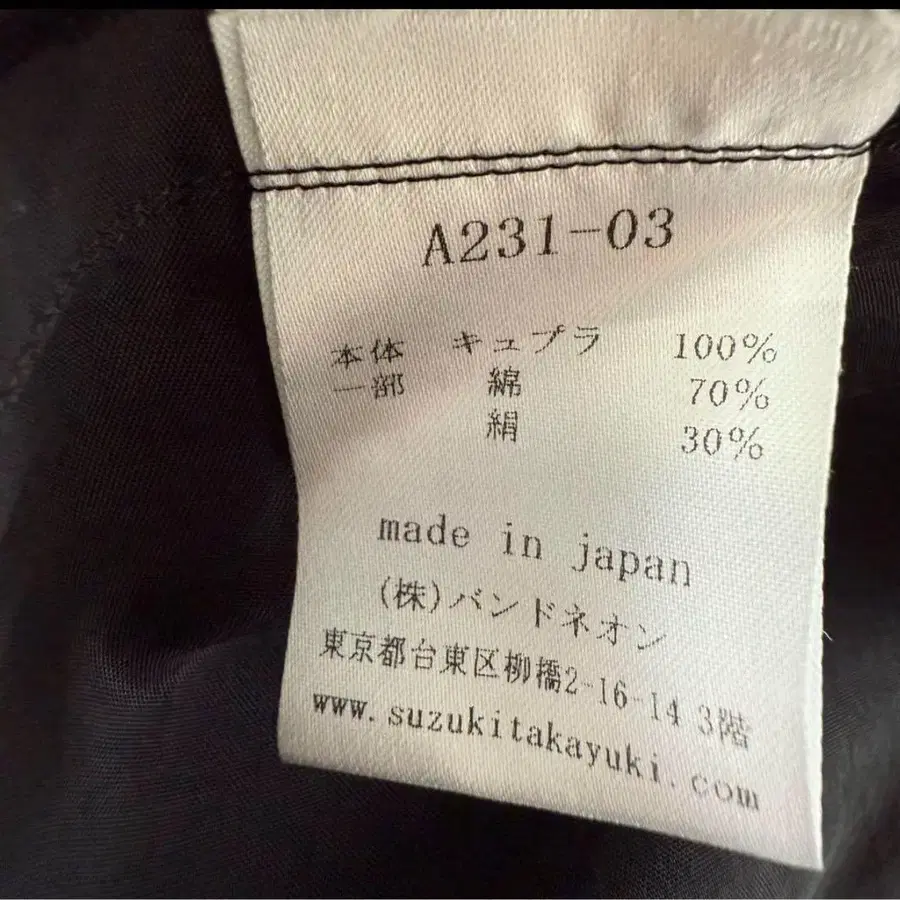 A231-03
本体 キュプラ 100%
一部 綿 70%
絹 30%
made in japan
(株)バンドネオン
東京都台東区柳橋2-16-14 3階
www.suzukitakayuki.com